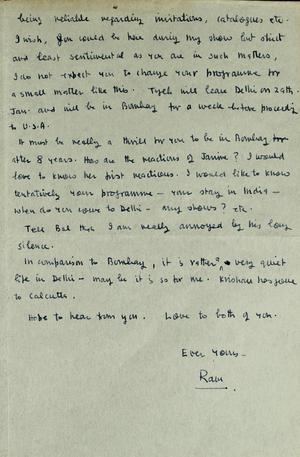 being reliable regarding invitations, catalogues etc.
I wish, you could be here during my show but strict
and least sentimental as you are in such matters,
I do not expect you to change your programme for
a small matter like this. Tyeb will leave Delhi on 29th.
Jan. and will be in Bombay for a week before proceeding
to U.S.A.
It must be really a thrill for you to be in Bombay
after 8 years. How are the reactions of Janine? I would
love to know her first reactions. I would like to know
tentatively your programme – your stay in India –
when do you come to Delhi – any shows? etc.
Tell Bal that I am really annoyed by his long
silence.
In comparison to Bombay, it is rather a very quiet
life in Delhi – may be it is so for me. Krishan has gone
to Calcutta.
Hope to hear from you. Love to both of you.
Ever yours –
Ram